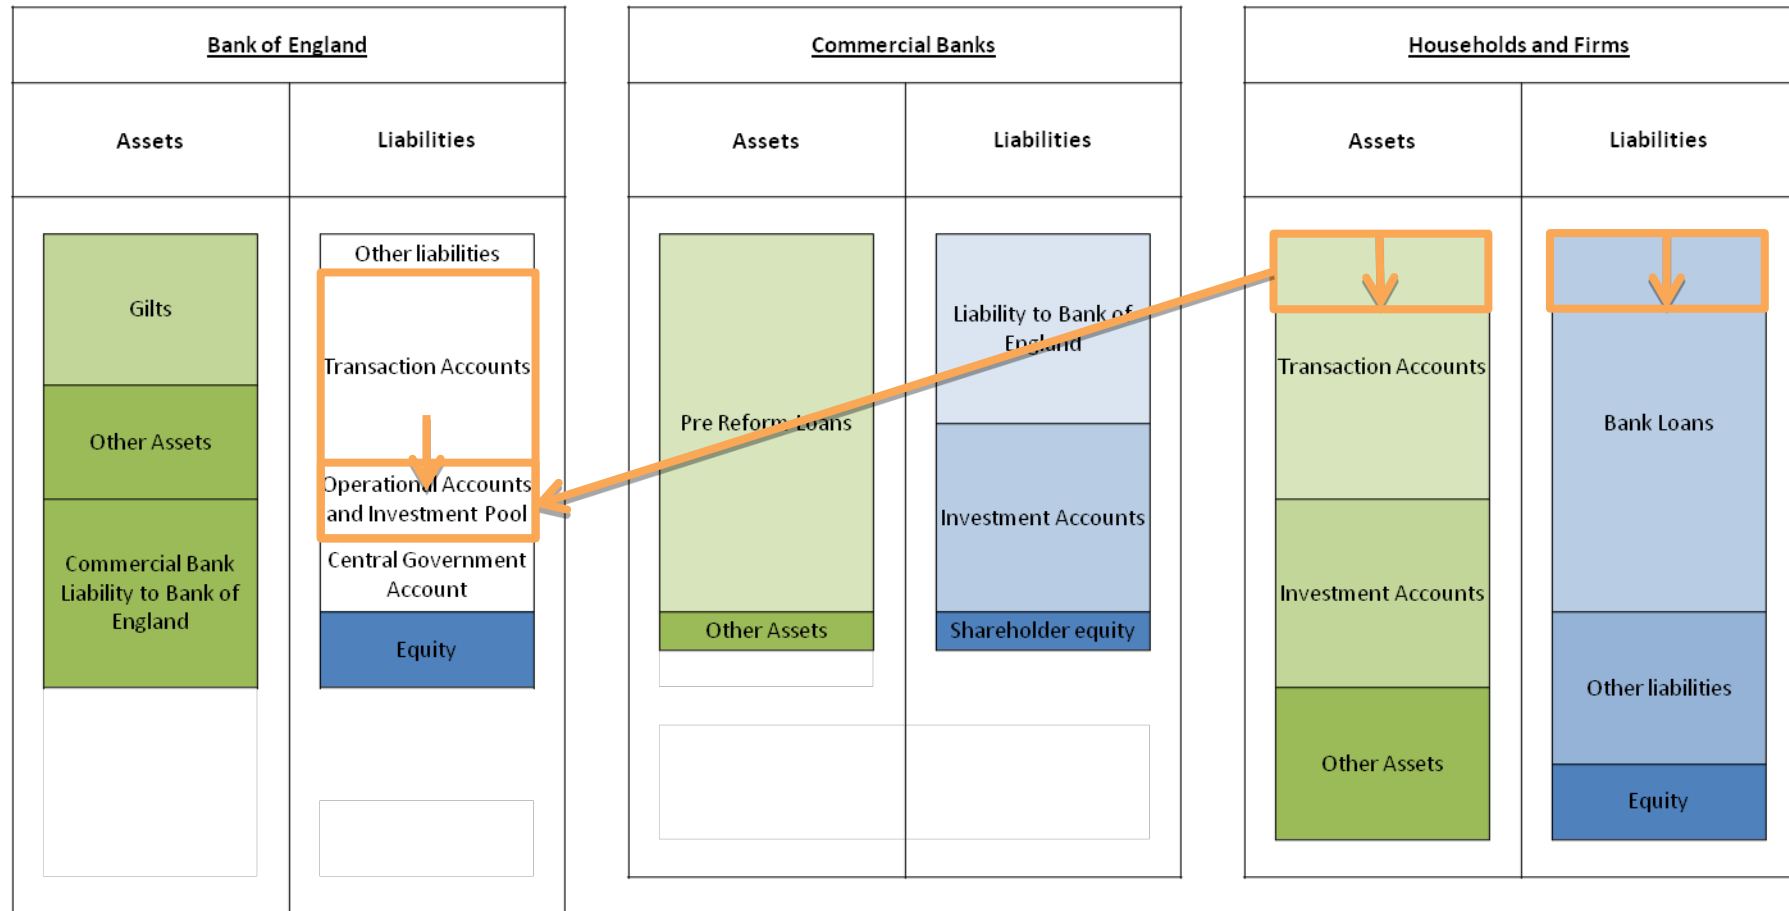 Bank of England
Assets
Liabilities
Gilts
Other Assets
Commercial Bank
Liability to Bank of
England
Other liabilities
Transaction Accounts
Operational Accounts
and Investment Pool
Central Government
Account
Equity
Commercial Banks
Assets
Liabilities
Pre Reform Loans
Other Assets
Liability to Bank of
England
Investment Accounts
Shareholder equity
Households and Firms
Assets
Liabilities
Transaction Accounts
Investment Accounts
Other Assets
Bank Loans
Other liabilities
Equity